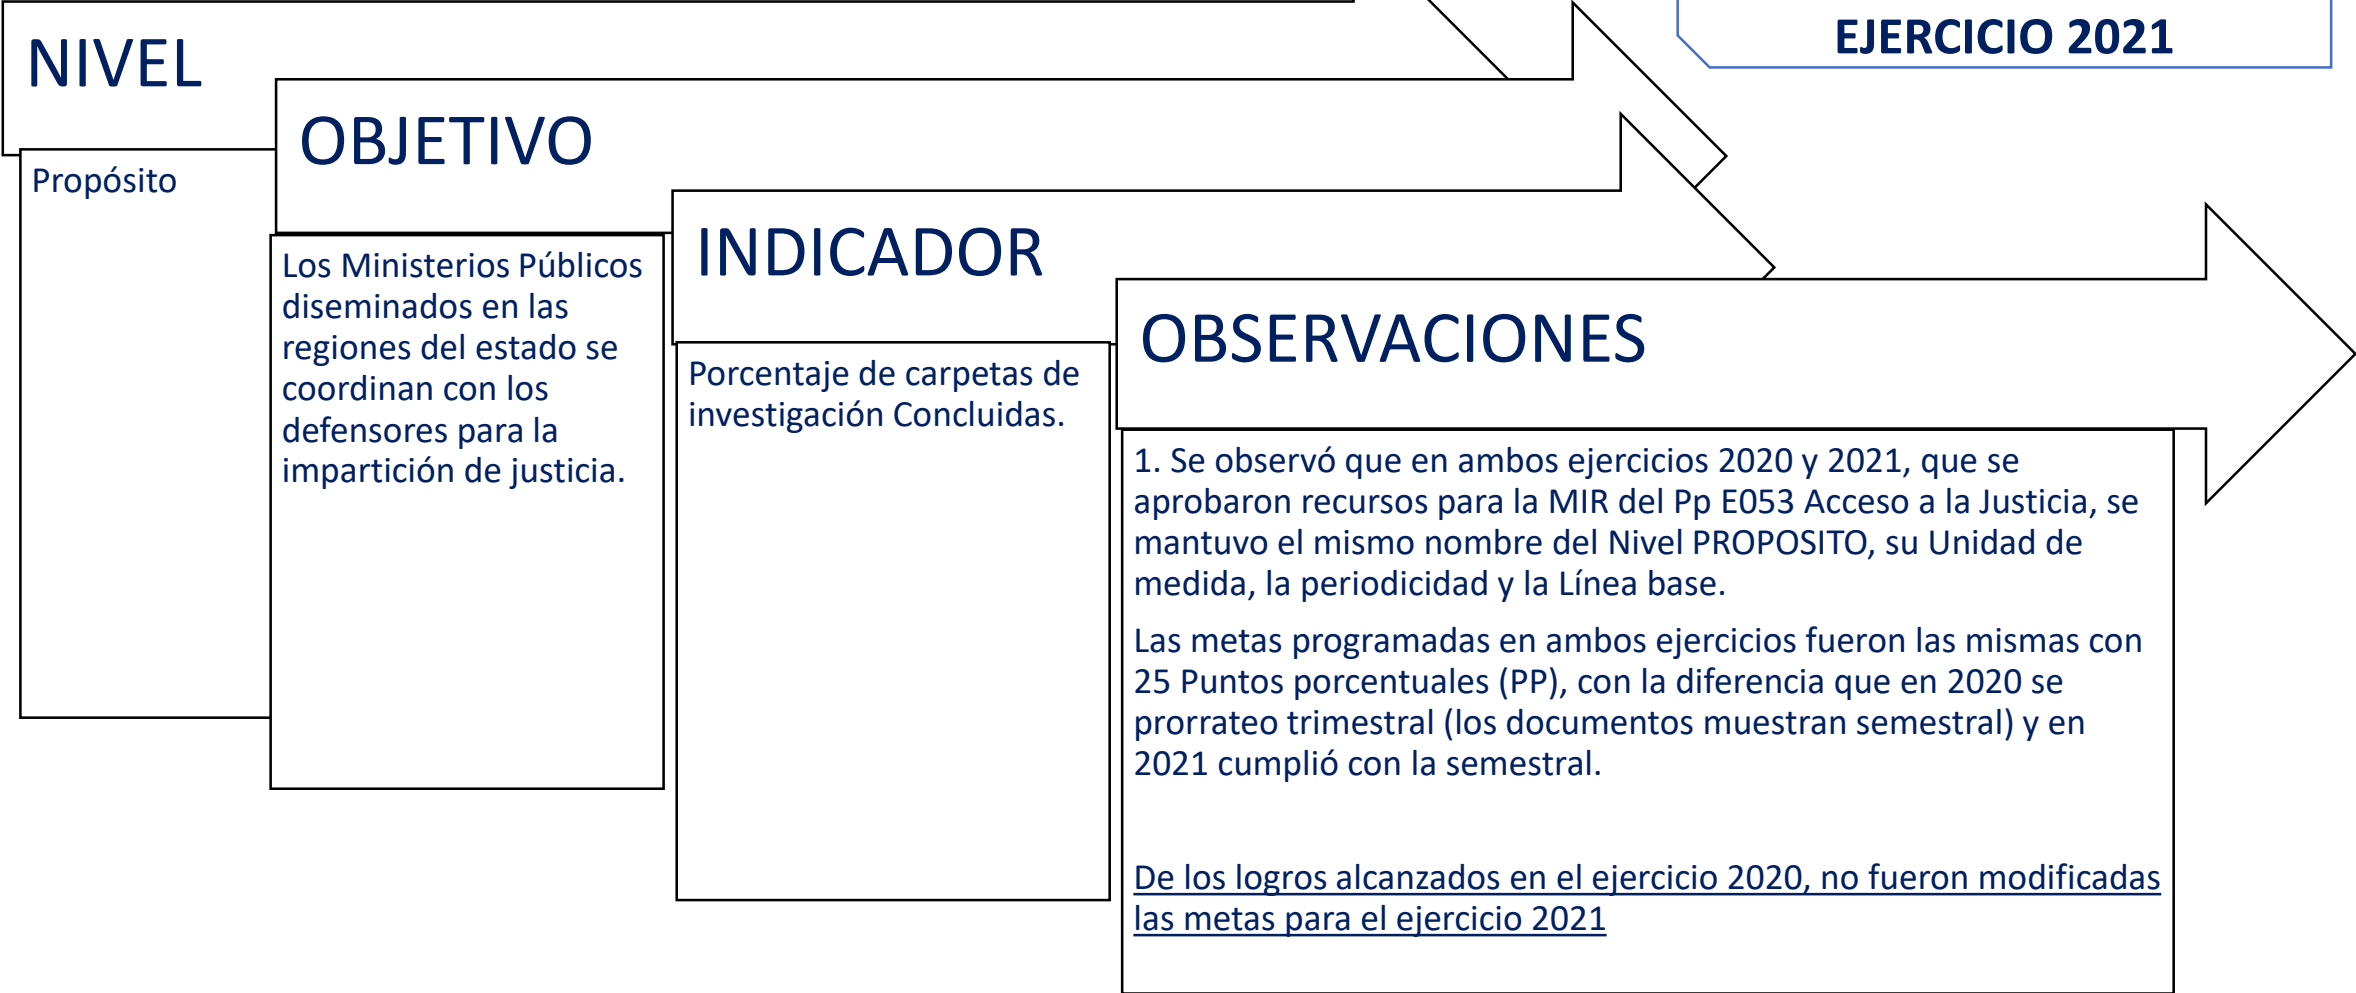 EJERCICIO 2021
NIVEL
Propósito
OBJETIVO
Los Ministerios Públicos
diseminados en las
regiones del estado se
coordinan con los
defensores para la
impartición de justicia.
INDICADOR
Porcentaje de carpetas de
investigación Concluidas.
OBSERVACIONES
1. Se observó que en ambos ejercicios 2020 y 2021, que se
aprobaron recursos para la MIR del Pp E053 Acceso a la Justicia, se
mantuvo el mismo nombre del Nivel PROPOSITO, su Unidad de
medida, la periodicidad y la Línea base.
Las metas programadas en ambos ejercicios fueron las mismas con
25 Puntos porcentuales (PP), con la diferencia que en 2020 se
prorrateo trimestral (los documentos muestran semestral) y en
2021 cumplió con la semestral.
De los logros alcanzados en el ejercicio 2020, no fueron modificadas
las metas para el ejercicio 2021